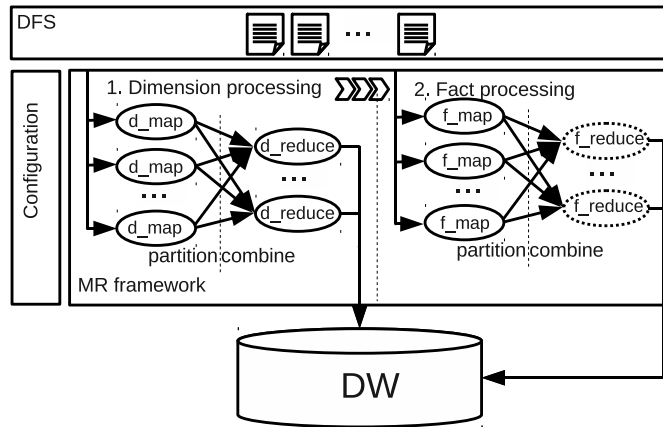 DFS
...
Configuration
1. Dimension processing
2. Fact processing
d_map
d_map
...
d_map
d_reduce
...
d_reduce
partition combine
f_map
f_map
...
f_map
f_reduce
...
f_reduce
partition combine
MR framework
DW